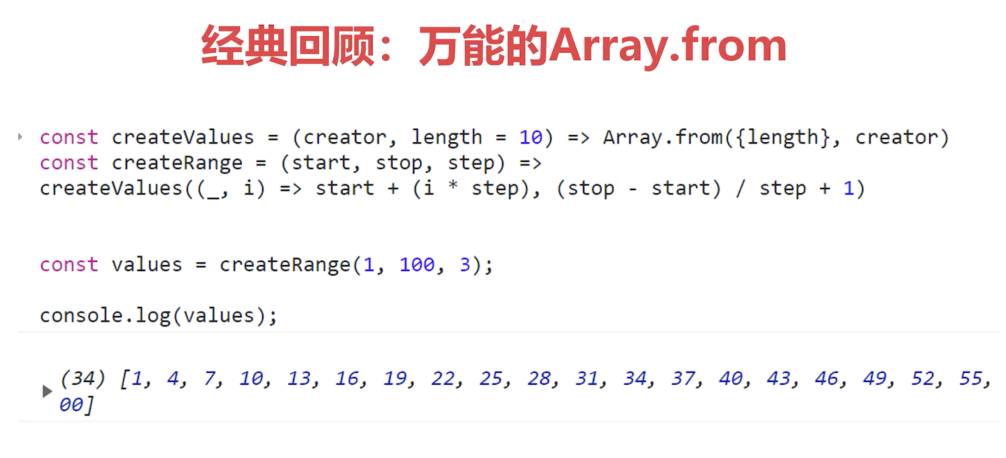 经典回顾：万能的Array.from
const createValues = (creator, length = 10) => Array.from({length}, creator)
const createRange = (start, stop, step) =>
createValues((_, i) => start + (i * step), (stop - start) / step + 1)
const values = createRange(1, 100, 3);
console.log(values);
(34) [1, 4, 7, 10, 13, 16, 19, 22, 25, 28, 31, 34, 37, 40, 43, 46, 49, 52, 55,
00]